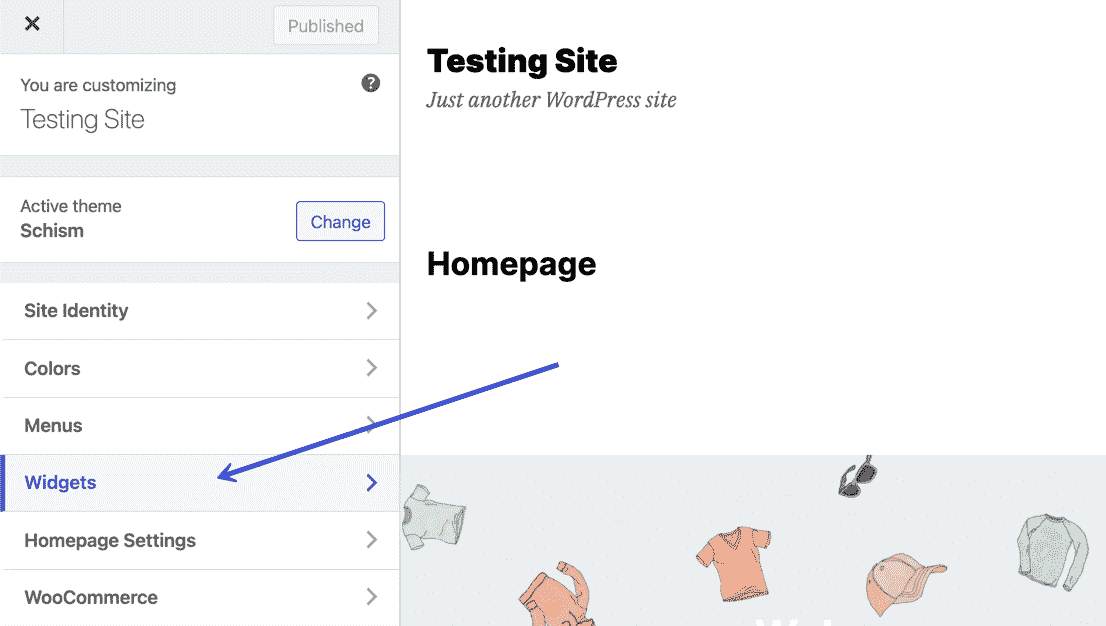 Published
You are customizing
Testing Site
Active theme
Schism
Change
Site Identity
Colors
Menus
Widgets
Homepage Settings
WooCommerce
Testing Site
Just another WordPress site
Homepage